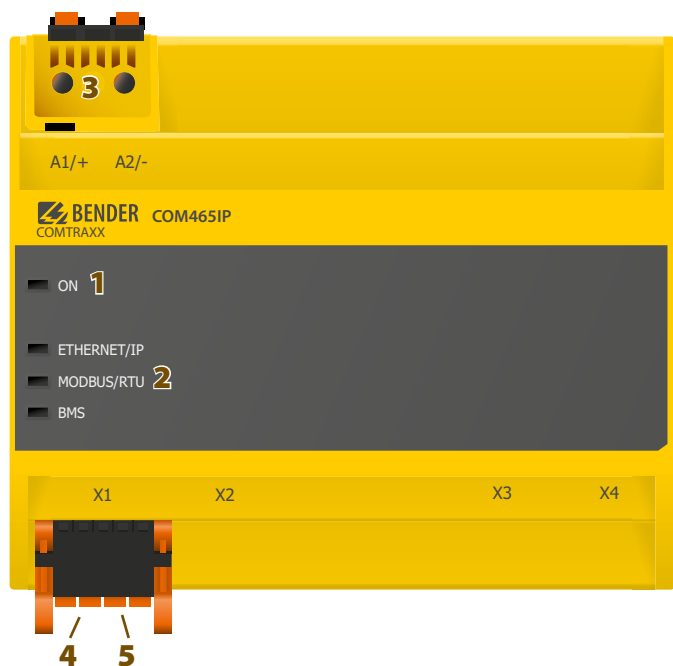 3
A1/+ A2/-
BENDER COM465IP
COMTRAXX
ON 1
ETHERNET/IP
MODBUS/RTU 2
BMS
X1 X2 X3 X4
4 5